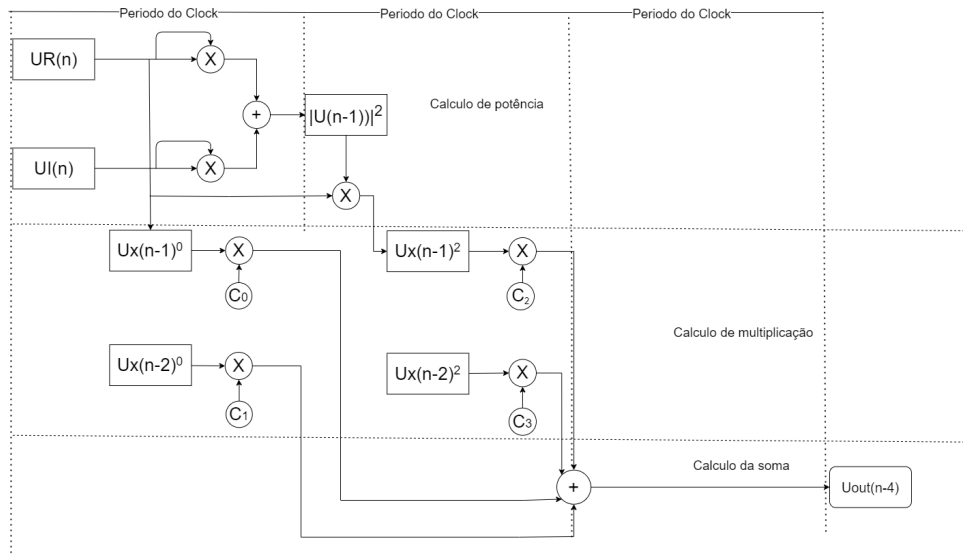 Periodo do Clock
Periodo do Clock
Periodo do Clock
UR(n)
X
+
|U(n-1))|²
Calculo de potência
UI(n)
X
X
Ux(n-1)⁰
X
C₀
Ux(n-1)²
X
C₂
Calculo de multiplicação
Ux(n-2)⁰
X
C₁
Ux(n-2)²
X
C₃
Calculo da soma
+
Uout(n-4)